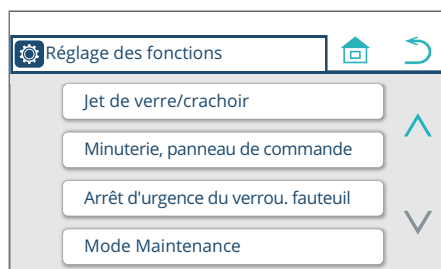 Réglage des fonctions
Jet de verre/crachoir
Minuterie, panneau de commande
Arrêt d'urgence du verrou. fauteuil
Mode Maintenance